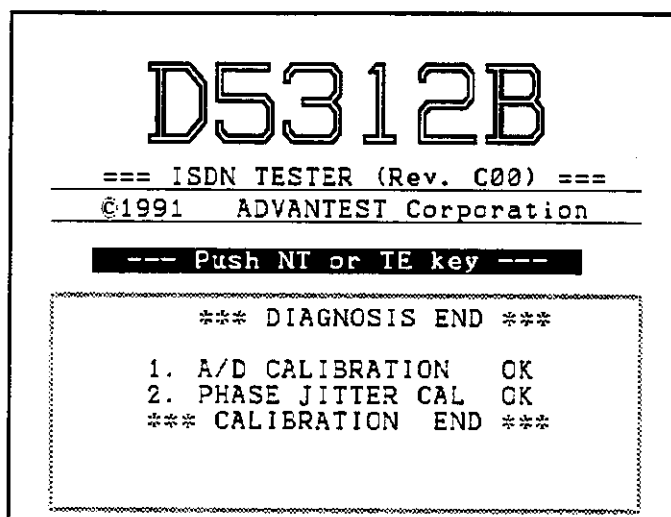 D5312B
=== ISDN TESTER (Rev. C00) ===
©1991 ADVANTEST Corporation
--- Push NT or TE key ---
*** DIAGNOSIS END ***
1. A/D CALIBRATION OK
2. PHASE JITTER CAL OK
*** CALIBRATION END ***